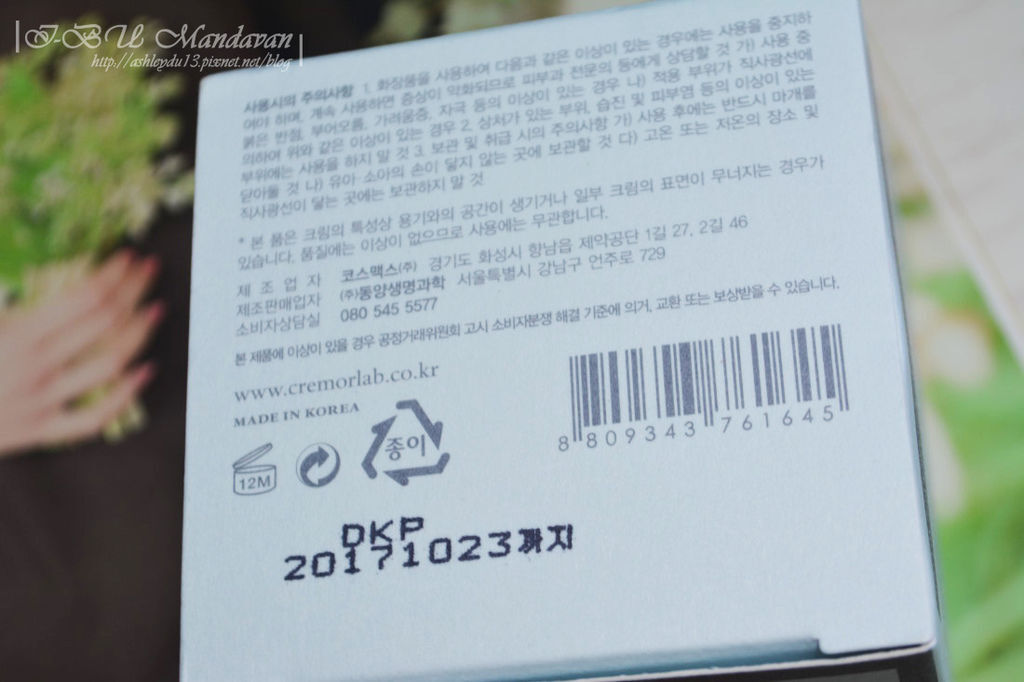 I-BU Mandavan
http://ashleydu13.pixnet.net/blog
사용시의 주의사항 1. 화장품을 사용하여 다음과 같은 이상이 있는 경우에는 사용을 중지하
여야 하며, 계속 사용하면 증상이 악화되므로 피부과 전문의 등에게 상담할 것 가) 사용 중
붉은 반점, 부어오름, 가려움증, 자극 등의 이상이 있는 경우 나) 적용 부위가 직사광선에
의하여 위와 같은 이상이 있는 경우 2. 상처가 있는 부위, 습진 및 피부염 등의 이상이 있는
부위에는 사용을 하지 말 것 3. 보관 및 취급 시의 주의사항 가) 사용 후에는 반드시 마개를
닫아둘 것 나) 유아·소아의 손이 닿지 않는 곳에 보관할 것 다) 고온 또는 저온의 장소 및
직사광선이 닿는 곳에는 보관하지 말 것
* 본 품은 크림의 특성상 용기와의 공간이 생기거나 일부 크림의 표면이 무너지는 경우가
있습니다. 품질에는 이상이 없으므로 사용에는 무관합니다.
제 조 업 자 코스맥스(주) 경기도 화성시 향남읍 제약공단 1길 27, 2길 46
제조판매업자 (주)동양생명과학 서울특별시 강남구 언주로 729
소비자상담실 080 545 5577
본 제품에 이상이 있을 경우 공정거래위원회 고시 소비자분쟁 해결 기준에 의거, 교환 또는 보상받을 수 있습니다.
www.cremorlab.co.kr
MADE IN KOREA
12M
종이
8 809343 761645
DKP
20171023까지